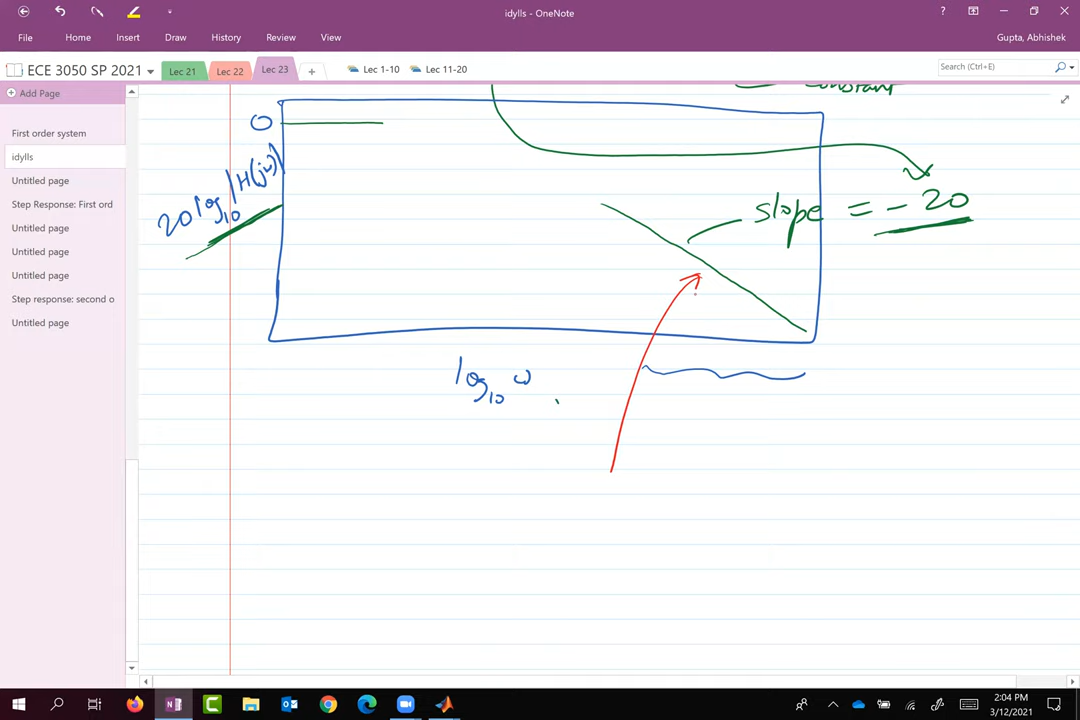 idylls - OneNote
Gupta, Abhishek
File Home Insert Draw History Review View
ECE 3050 SP 2021 Lec 21 Lec 22 Lec 23 Lec 1-10 Lec 11-20
Search (Ctrl+E)
Add Page
First order system
idylls
Untitled page
Step Response: First ord
Untitled page
Untitled page
Untitled page
Step response: second o
Untitled page
constant
0
20 log10 |H(jω)|
slope = -20
log10 ω
2:04 PM
3/12/2021